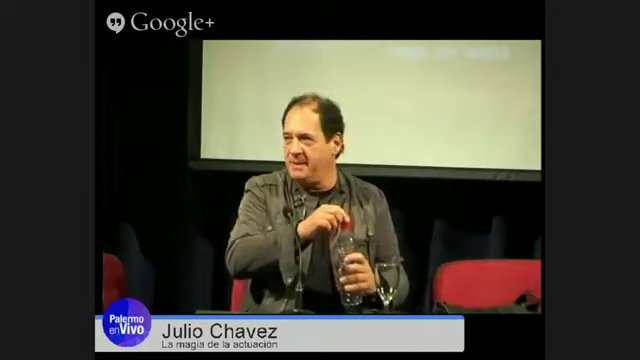 Google+
Palermo
en Vivo
Julio Chavez
La magia de la actuación